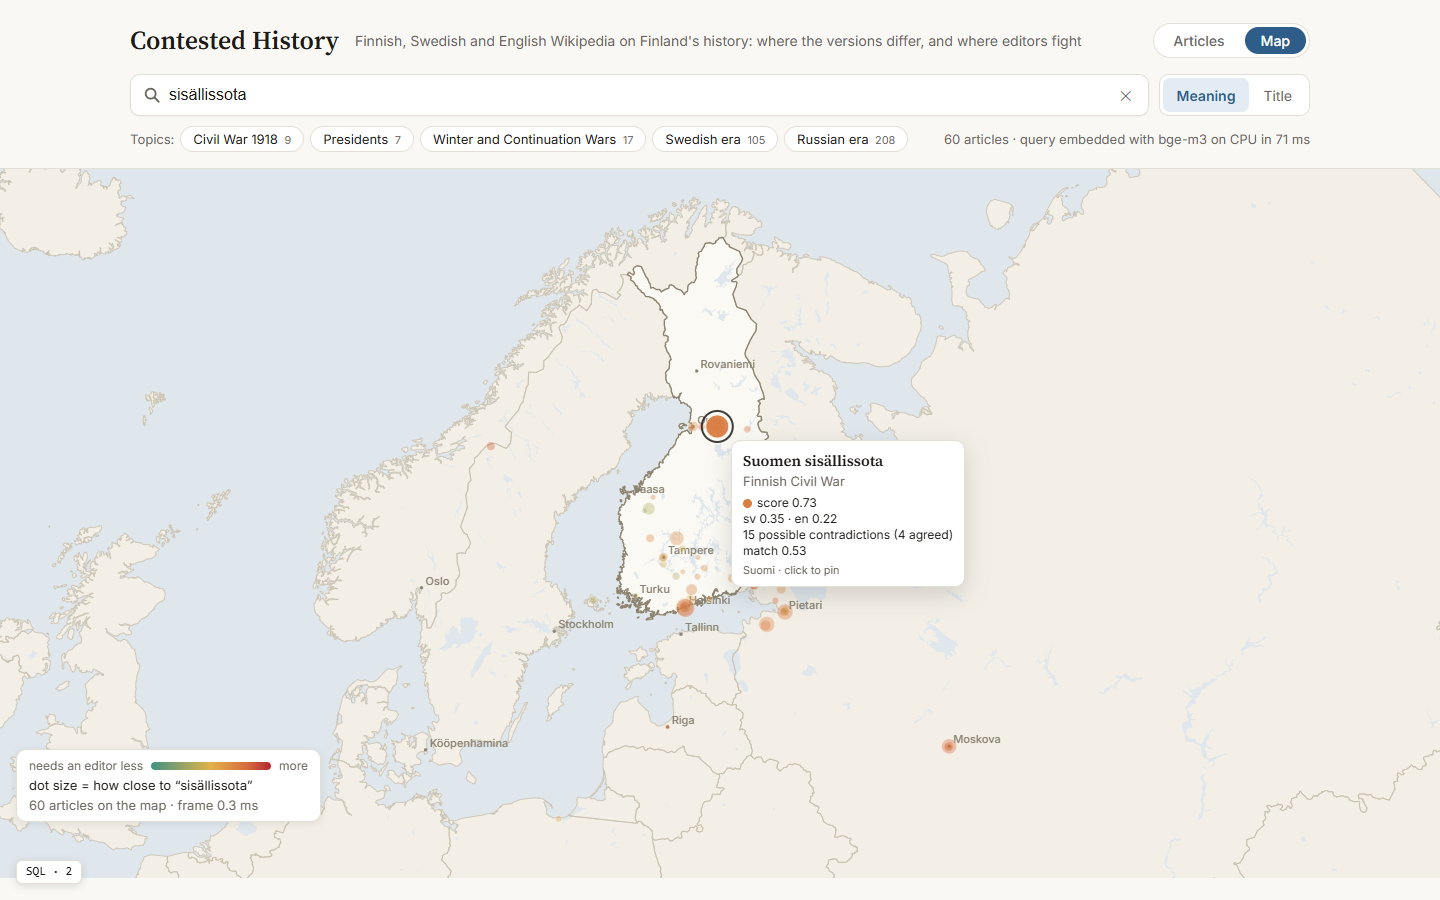 Contested History
Finnish, Swedish and English Wikipedia on Finland's history: where the versions differ, and where editors fight
Articles
Map
sisällissota
Meaning
Title
Topics:
Civil War 1918 9
Presidents 7
Winter and Continuation Wars 17
Swedish era 105
Russian era 208
60 articles · query embedded with bge-m3 on CPU in 71 ms
Rovaniemi
Suomen sisällissota
Finnish Civil War
score 0.73
sv 0.35 · en 0.22
15 possible contradictions (4 agreed)
match 0.53
Suomi · click to pin
Vaasa
Tampere
Oslo
Turku
Helsinki
Pietari
Stockholm
Tallinn
Riga
Moskova
Kööpenhamina
needs an editor less
more
dot size = how close to “sisällissota”
60 articles on the map · frame 0.3 ms
SQL · 2